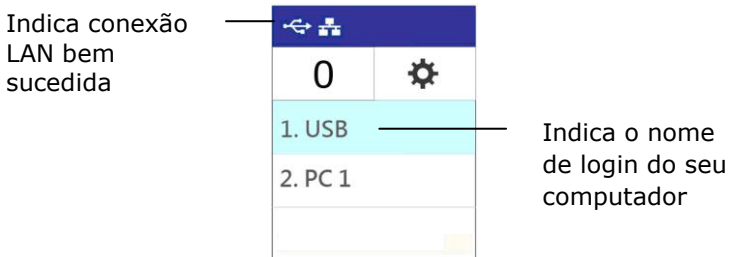 Indica conexão
LAN bem
sucedida
0
1. USB
2. PC 1
Indica o nome
de login do seu
computador